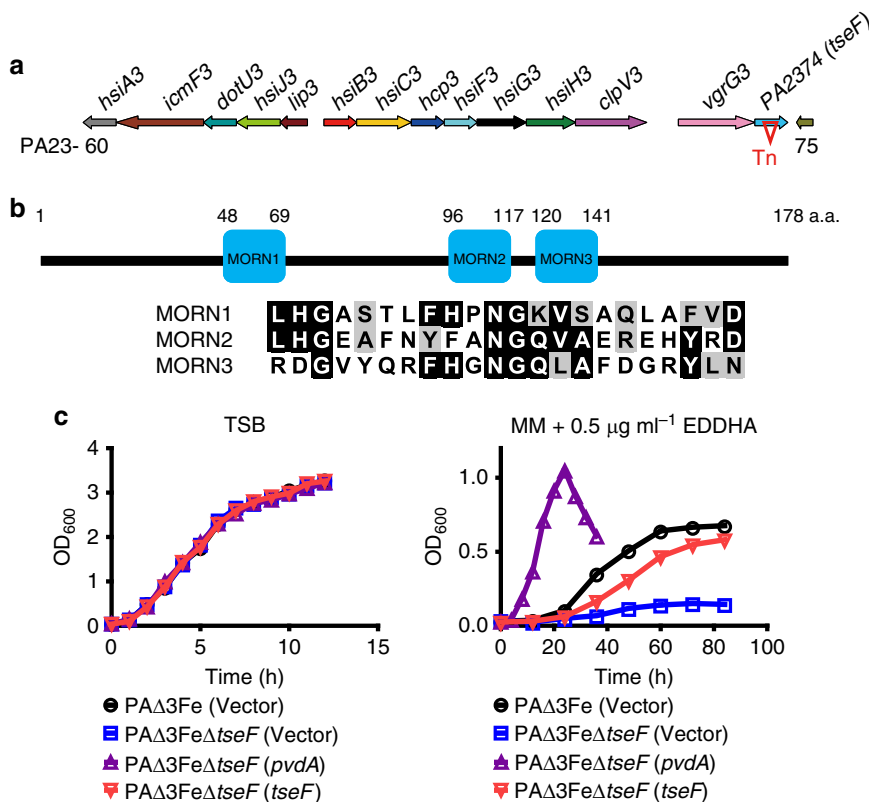 a
hsiA3 icmF3 dotU3 hsiJ3 lip3 hsiB3 hsiC3 hcp3 hsiF3 hsiG3 hsiH3 clpV3 vgrG3 PA2374 (tseF)
PA23- 60 75
Tn
b
1 48 69 96 117 120 141 178 a.a.
MORN1 MORN2 MORN3
MORN1 LHGASTLFHPNGKVSAQLAFVD
MORN2 LHGEAFNYFANGQVAEREHYRD
MORN3 RDGVYQRFHGNGQLAFDGRYLN
c
TSB
OD600
4
3
2
1
0
0 5 10 15
Time (h)
PAΔ3Fe (Vector)
PAΔ3FeΔtseF (Vector)
PAΔ3FeΔtseF (pvdA)
PAΔ3FeΔtseF (tseF)
MM + 0.5 μg ml⁻¹ EDDHA
OD600
1.0
0.5
0.0
0 20 40 60 80 100
Time (h)
PAΔ3Fe (Vector)
PAΔ3FeΔtseF (Vector)
PAΔ3FeΔtseF (pvdA)
PAΔ3FeΔtseF (tseF)